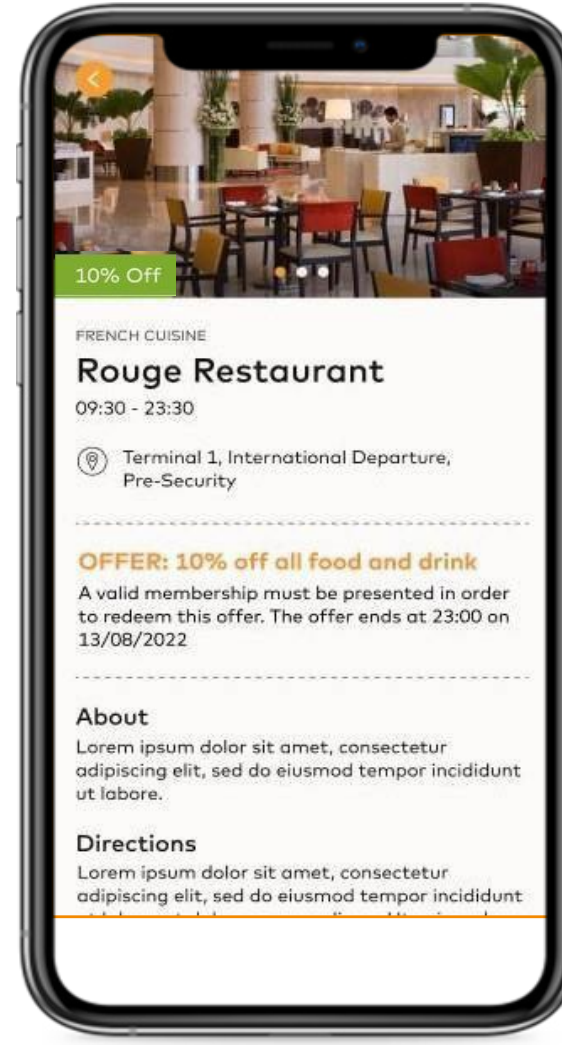 10% Off
FRENCH CUISINE
Rouge Restaurant
09:30 - 23:30
Terminal 1, International Departure,
Pre-Security
OFFER: 10% off all food and drink
A valid membership must be presented in order
to redeem this offer. The offer ends at 23:00 on
13/08/2022
About
Lorem ipsum dolor sit amet, consectetur
adipiscing elit, sed do eiusmod tempor incididunt
ut labore.
Directions
Lorem ipsum dolor sit amet, consectetur
adipiscing elit, sed do eiusmod tempor incididunt